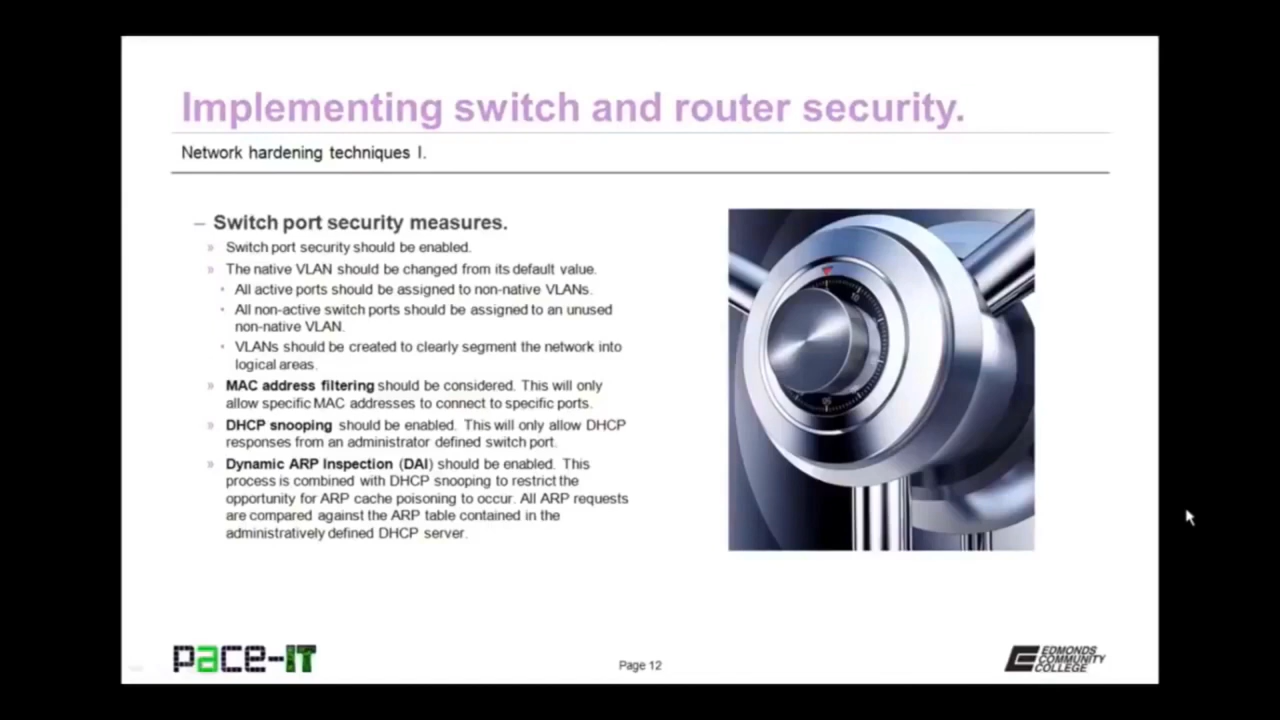 Implementing switch and router security.
Network hardening techniques I.
– Switch port security measures.
» Switch port security should be enabled.
» The native VLAN should be changed from its default value.
• All active ports should be assigned to non-native VLANs.
• All non-active switch ports should be assigned to an unused
non-native VLAN.
• VLANs should be created to clearly segment the network into
logical areas.
» MAC address filtering should be considered. This will only
allow specific MAC addresses to connect to specific ports.
» DHCP snooping should be enabled. This will only allow DHCP
responses from an administrator defined switch port.
» Dynamic ARP Inspection (DAI) should be enabled. This
process is combined with DHCP snooping to restrict the
opportunity for ARP cache poisoning to occur. All ARP requests
are compared against the ARP table contained in the
administratively defined DHCP server.
10
pace-IT
Page 12
EDMONDS
COMMUNITY
COLLEGE